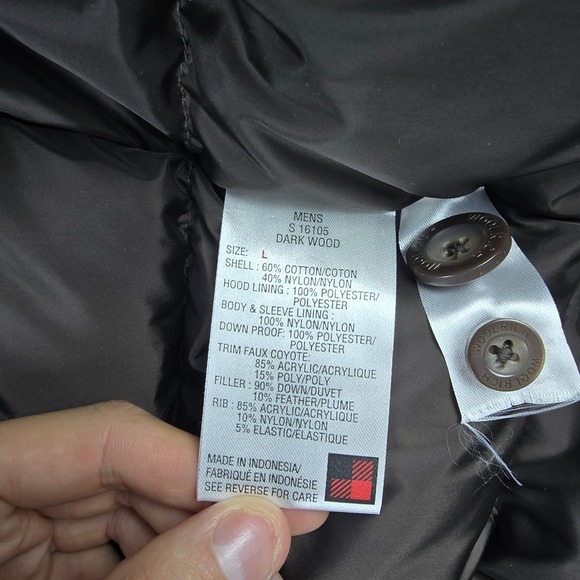 MENS
S 16105
DARK WOOD
SIZE: L
SHELL : 60% COTTON/COTON
40% NYLON/NYLON
HOOD LINING : 100% POLYESTER/
POLYESTER
BODY & SLEEVE LINING :
100% NYLON/NYLON
DOWN PROOF: 100% POLYESTER/
POLYESTER
TRIM FAUX COYOTE:
85% ACRYLIC/ACRYLIQUE
15% POLY/POLY
FILLER : 90% DOWN/DUVET
10% FEATHER/PLUME
RIB : 85% ACRYLIC/ACRYLIQUE
10% NYLON/NYLON
5% ELASTIC/ELASTIQUE
MADE IN INDONESIA/
FABRIQUÉ EN INDONÉSIE
SEE REVERSE FOR CARE
WOOLRICH
WOOLRICH
WOOLRICH